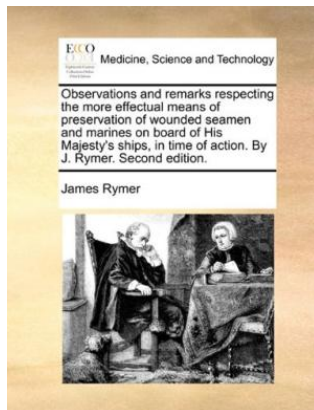 ECCO
Medicine, Science and Technology
Observations and remarks respecting
the more effectual means of
preservation of wounded seamen
and marines on board of His
Majesty's ships, in time of action. By
J. Rymer. Second edition.
James Rymer